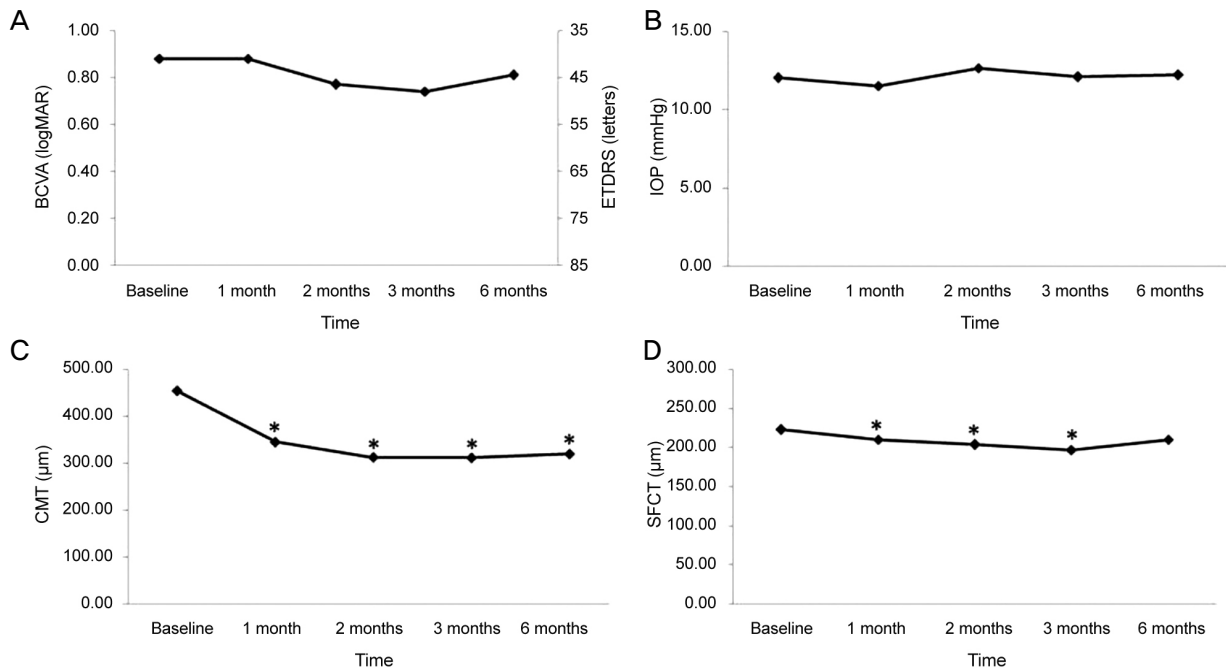 A
1.00
0.80
0.60
0.40
0.20
0.00
BCVA (logMAR)
35
45
55
65
75
85
ETDRS (letters)
Baseline 1 month 2 months 3 months 6 months
Time
B
15.00
10.00
5.00
0.00
IOP (mmHg)
Baseline 1 month 2 months 3 months 6 months
Time
C
500.00
400.00
300.00
200.00
100.00
0.00
CMT (µm)
* * * *
Baseline 1 month 2 months 3 months 6 months
Time
D
300.00
250.00
200.00
150.00
100.00
50.00
0.00
SFCT (µm)
* * *
Baseline 1 month 2 months 3 months 6 months
Time